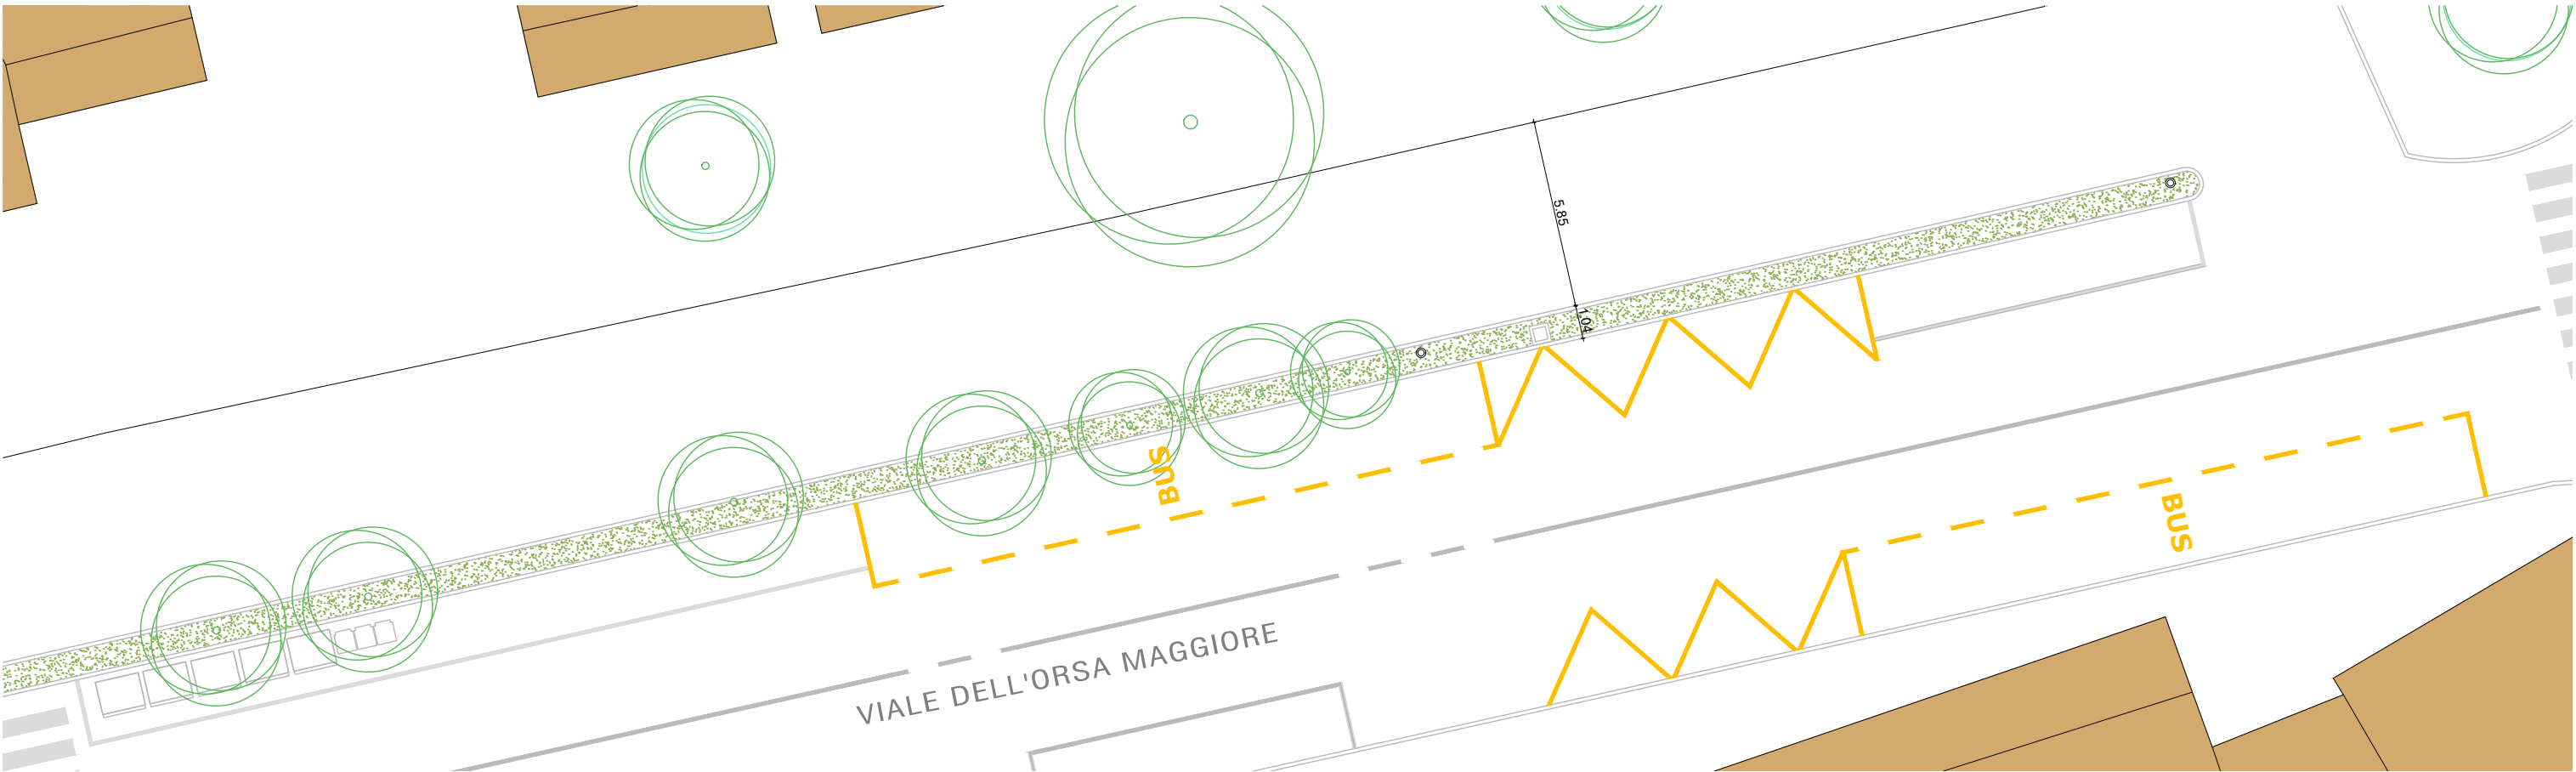 5.85
1.04
BUS
BUS
VIALE DELL'ORSA MAGGIORE